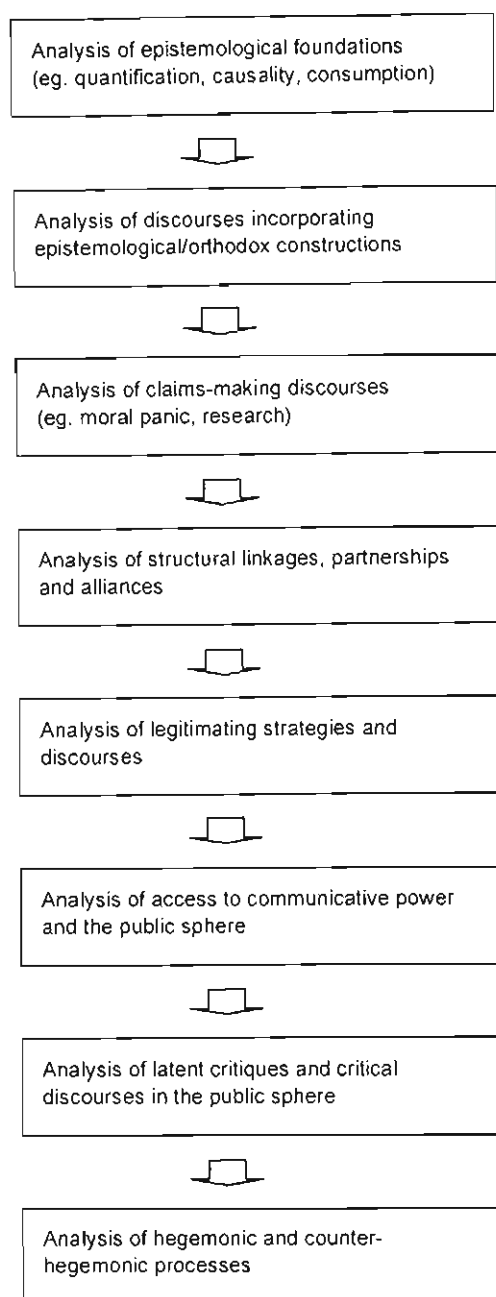 Analysis of epistemological foundations
(eg. quantification, causality, consumption)
Analysis of discourses incorporating
epistemological/orthodox constructions
Analysis of claims-making discourses
(eg. moral panic, research)
Analysis of structural linkages, partnerships
and alliances
Analysis of legitimating strategies and
discourses
Analysis of access to communicative power
and the public sphere
Analysis of latent critiques and critical
discourses in the public sphere
Analysis of hegemonic and counter-
hegemonic processes